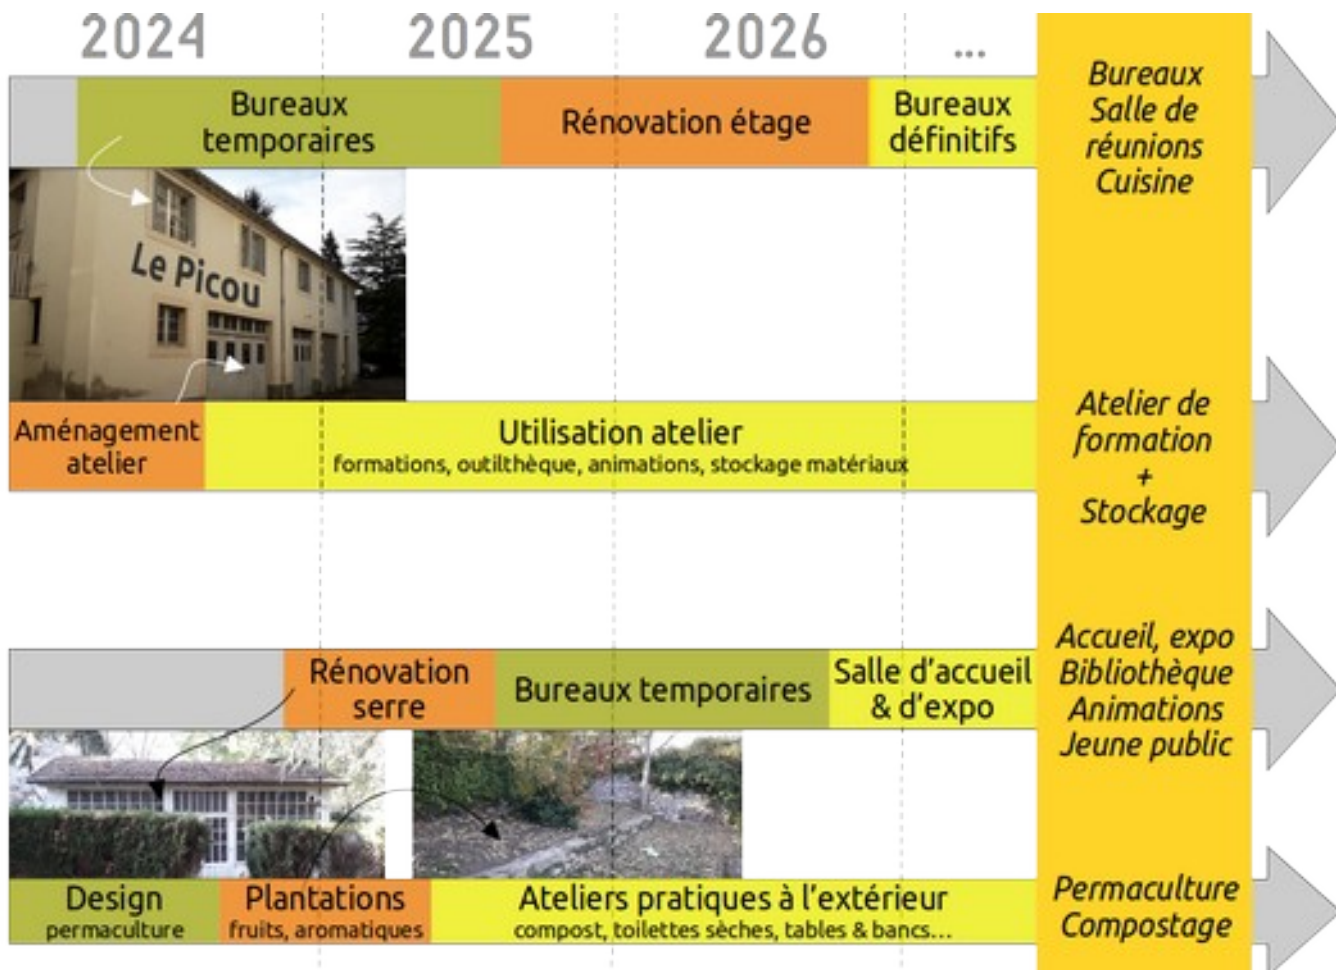 2024 2025 2026 ...
Bureaux
temporaires
Rénovation étage
Bureaux
définitifs
Bureaux
Salle de
réunions
Cuisine
Le Picou
Aménagement
atelier
Utilisation atelier
formations, outilthèque, animations, stockage matériaux
Atelier de
formation
+
Stockage
Rénovation
serre
Bureaux temporaires
Salle d'accueil
& d'expo
Accueil, expo
Bibliothèque
Animations
Jeune public
Design
permaculture
Plantations
fruits, aromatiques
Ateliers pratiques à l'extérieur
compost, toilettes sèches, tables & bancs...
Permaculture
Compostage